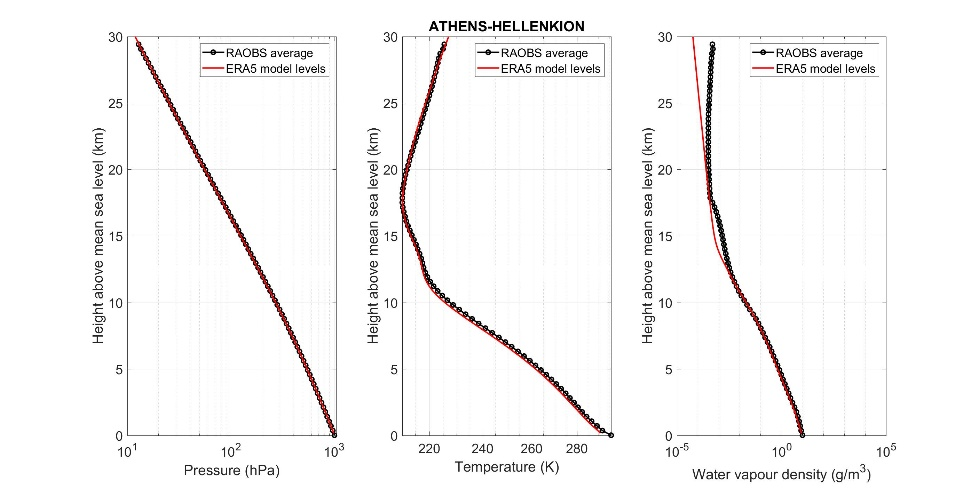 ATHENS-HELLENKION
30
25
20
15
10
5
0
Height above mean sea level (km)
RAOBS average
ERA5 model levels
10^1
10^2
10^3
Pressure (hPa)
30
25
20
15
10
5
0
Height above mean sea level (km)
RAOBS average
ERA5 model levels
220 240 260 280
Temperature (K)
30
25
20
15
10
5
0
Height above mean sea level (km)
RAOBS average
ERA5 model levels
10^-5
10^0
10^5
Water vapour density (g/m^3)